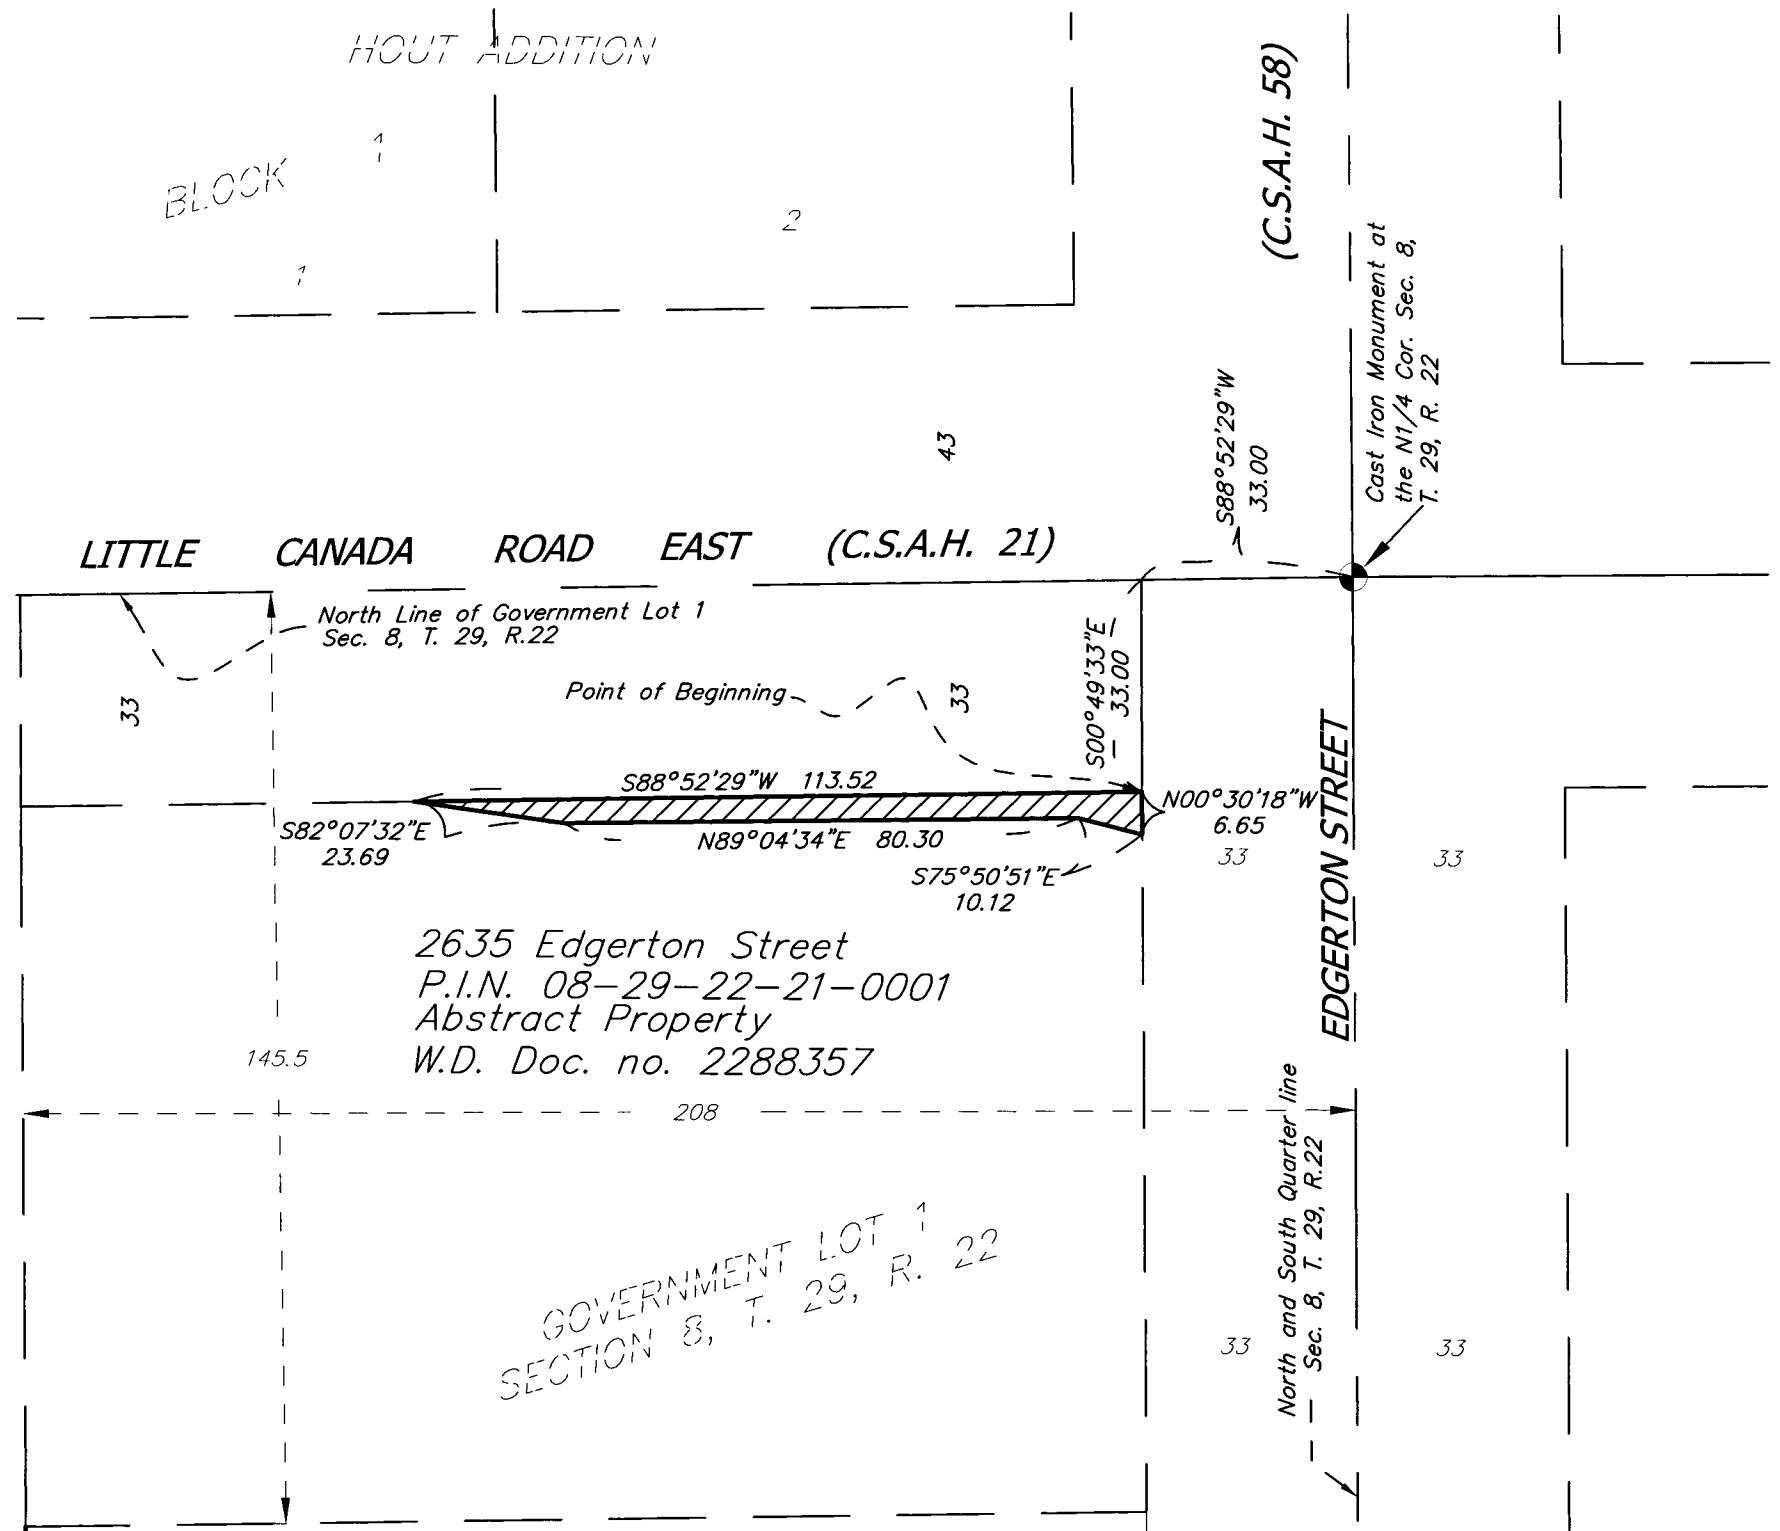 HOUT ADDITION
BLOCK 1
1
2
(C.S.A.H. 58)
Cast Iron Monument at
the N1/4 Cor. Sec. 8,
T. 29, R. 22
S88°52'29"W
33.00
43
LITTLE CANADA ROAD EAST (C.S.A.H. 21)
North Line of Government Lot 1
Sec. 8, T. 29, R.22
33
Point of Beginning
33
S00°49'33"E
33.00
S88°52'29"W 113.52
N00°30'18"W
6.65
S82°07'32"E
23.69
N89°04'34"E 80.30
S75°50'51"E
10.12
33
33
EDGERTON STREET
2635 Edgerton Street
P.I.N. 08-29-22-21-0001
Abstract Property
W.D. Doc. no. 2288357
145.5
208
North and South Quarter line
Sec. 8, T. 29, R.22
GOVERNMENT LOT 1
SECTION 8, T. 29, R. 22
33
33